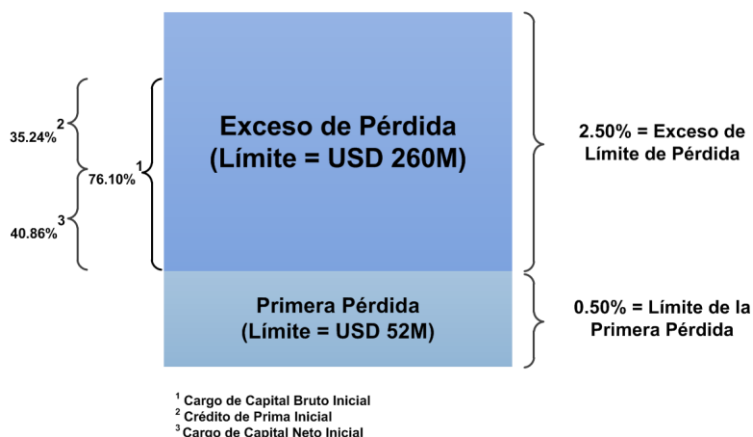 Exceso de Pérdida
(Límite = USD 260M)
35.24%²
76.10%¹
40.86%³
2.50% = Exceso de
Límite de Pérdida
Primera Pérdida
(Límite = USD 52M)
0.50% = Límite de la
Primera Pérdida
¹ Cargo de Capital Bruto Inicial
² Crédito de Prima Inicial
³ Cargo de Capital Neto Inicial